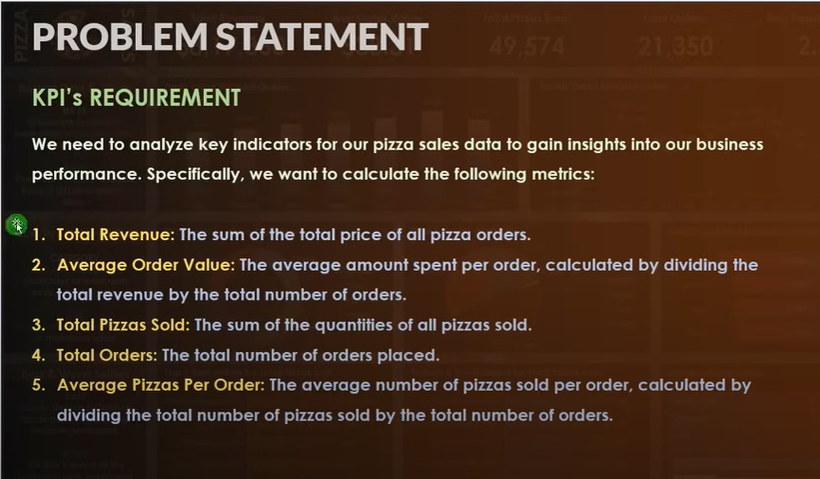 PROBLEM STATEMENT
49,574
21,350
KPI's REQUIREMENT
We need to analyze key indicators for our pizza sales data to gain insights into our business
performance. Specifically, we want to calculate the following metrics:
1. Total Revenue: The sum of the total price of all pizza orders.
2. Average Order Value: The average amount spent per order, calculated by dividing the
total revenue by the total number of orders.
3. Total Pizzas Sold: The sum of the quantities of all pizzas sold.
4. Total Orders: The total number of orders placed.
5. Average Pizzas Per Order: The average number of pizzas sold per order, calculated by
dividing the total number of pizzas sold by the total number of orders.